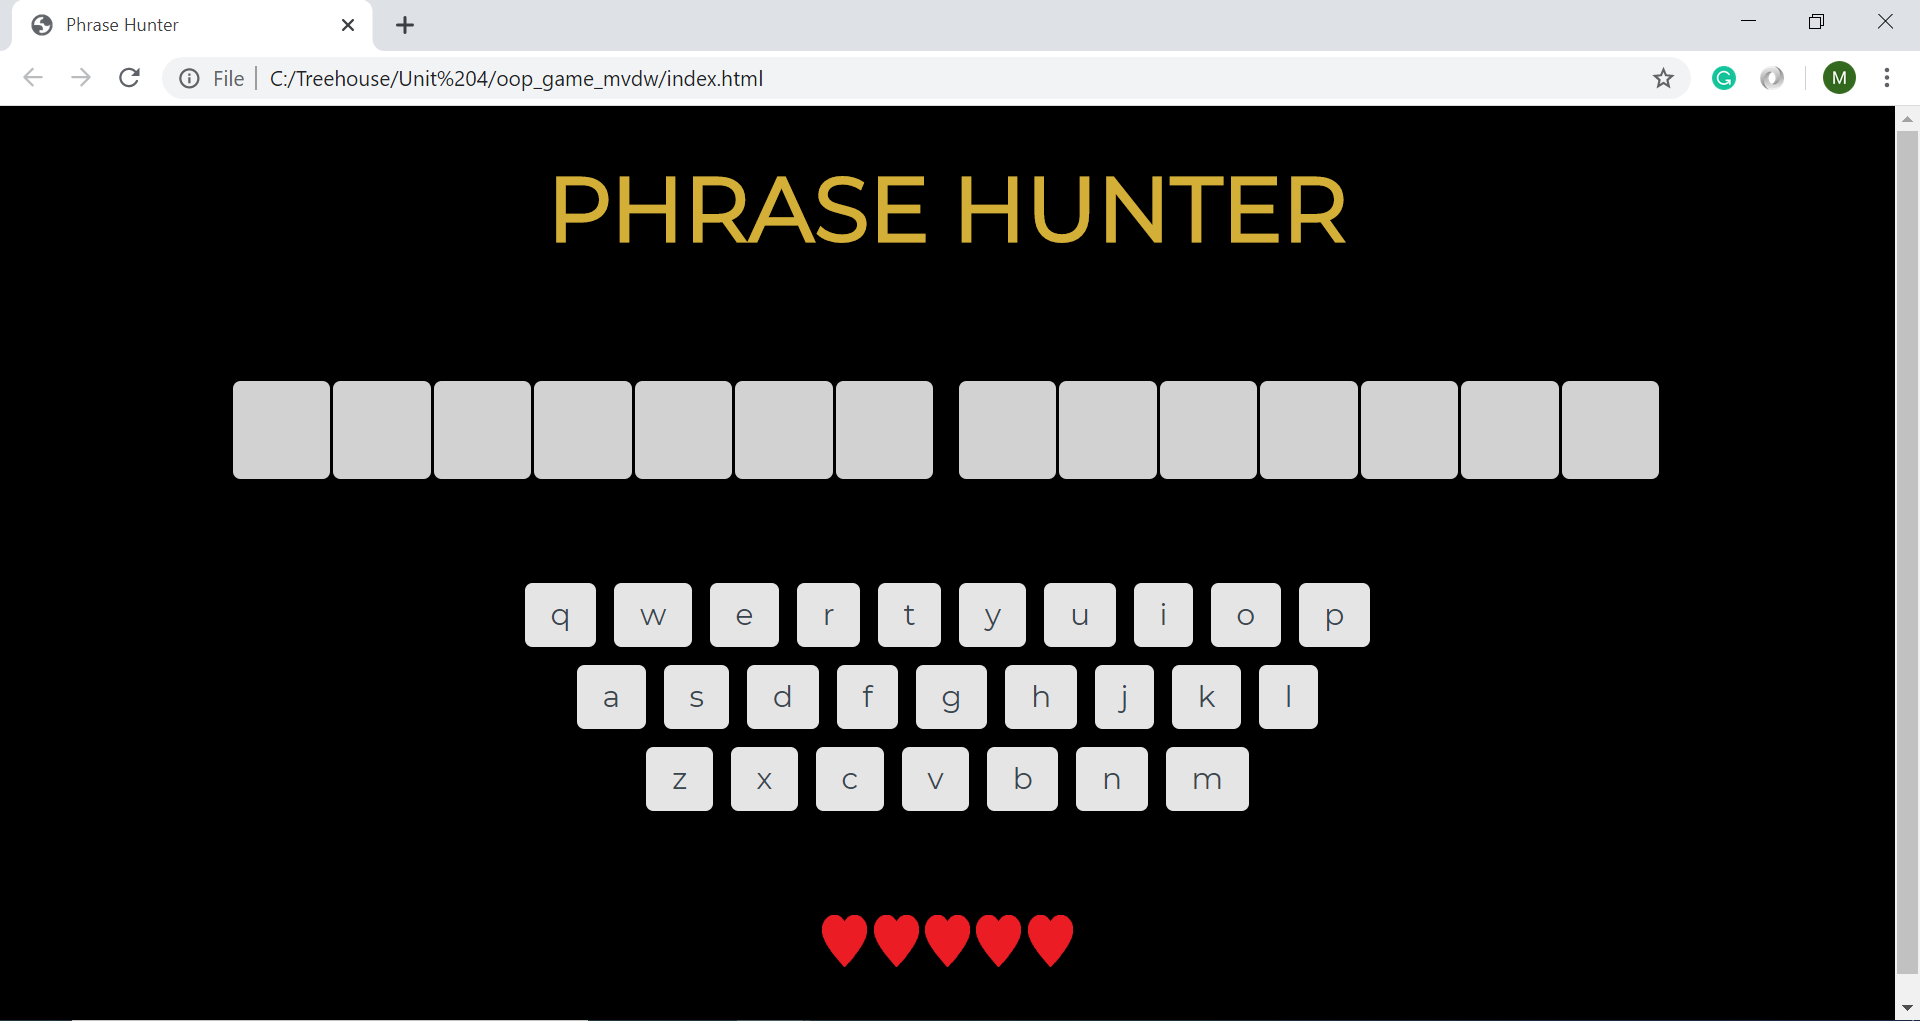 Phrase Hunter
File C:/Treehouse/Unit%204/oop_game_mvdw/index.html
G
M
PHRASE HUNTER
q w e r t y u i o p
a s d f g h j k l
z x c v b n m